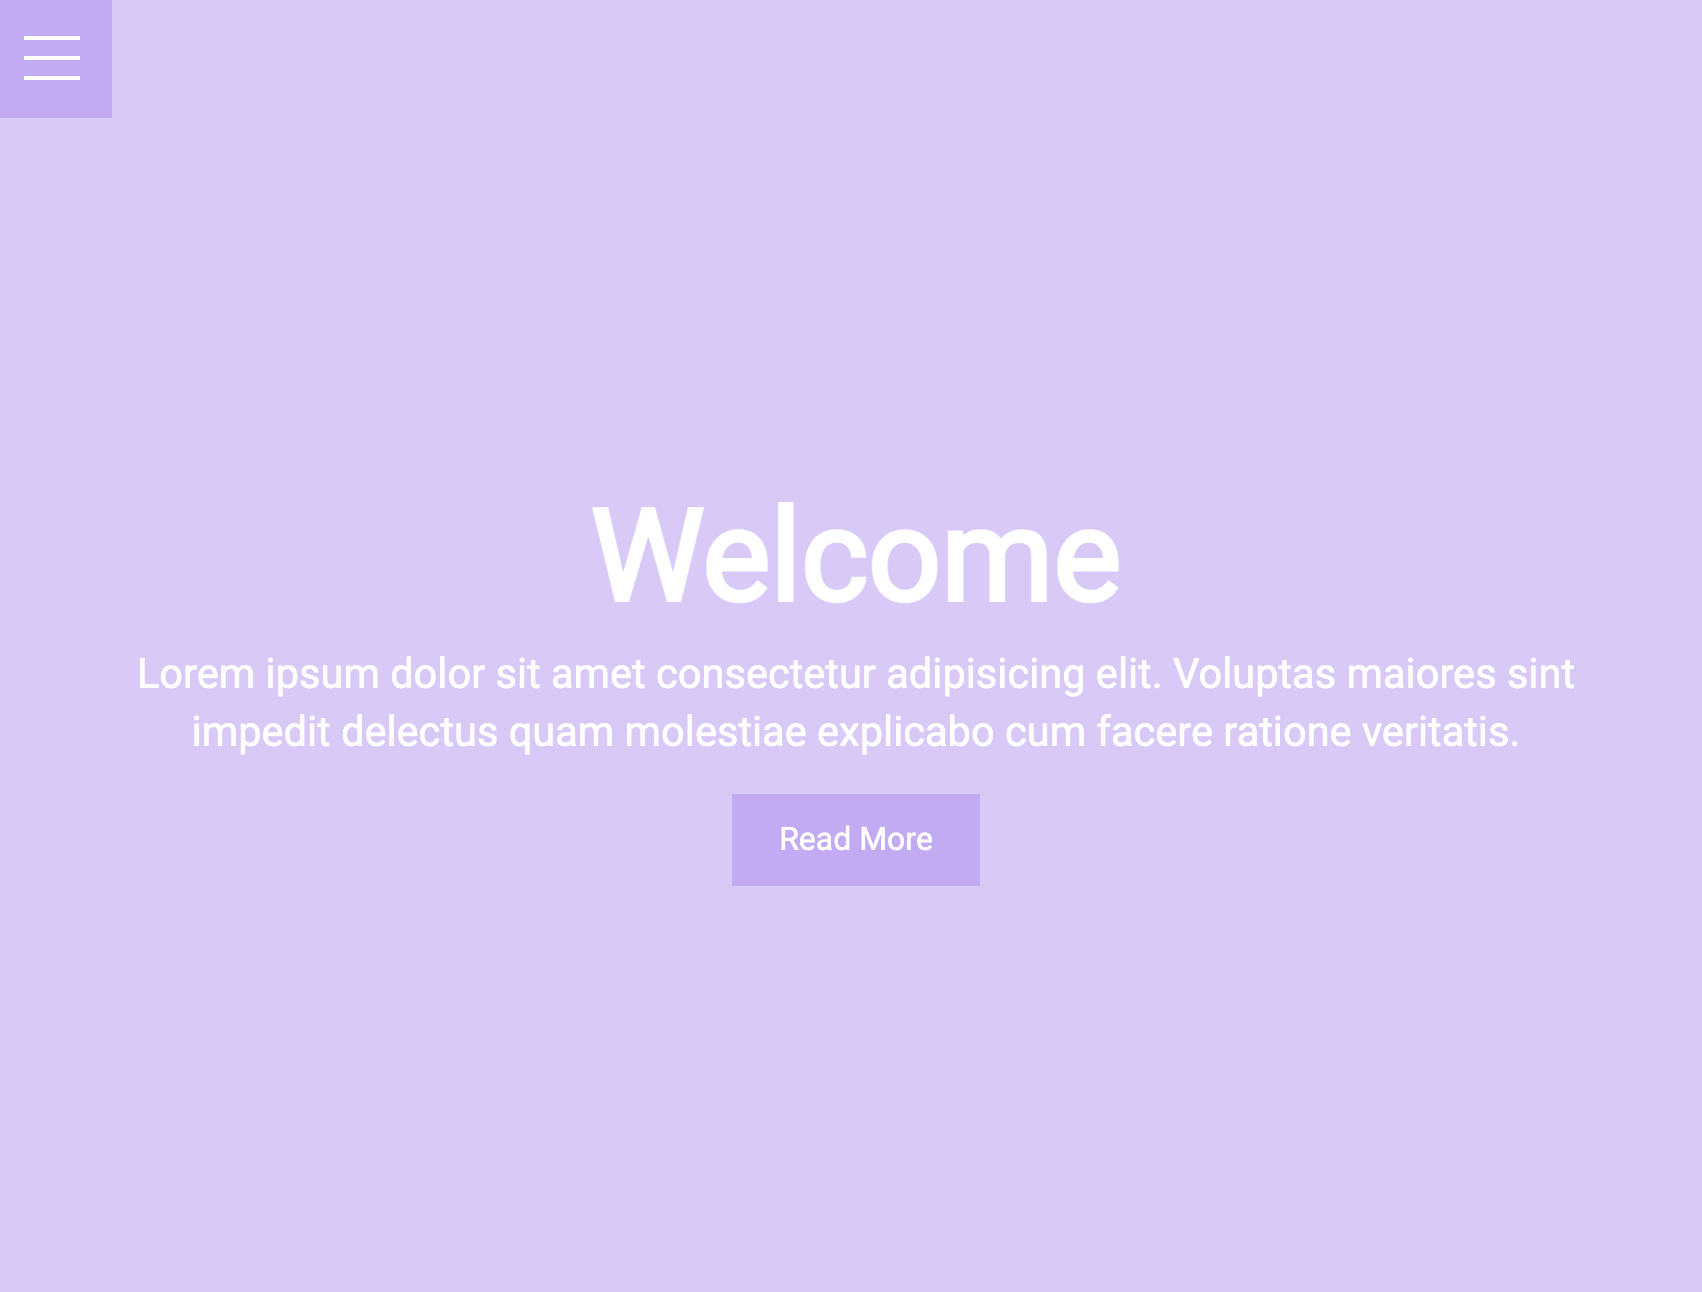 Welcome
Lorem ipsum dolor sit amet consectetur adipisicing elit. Voluptas maiores sint
impedit delectus quam molestiae explicabo cum facere ratione veritatis.
Read More